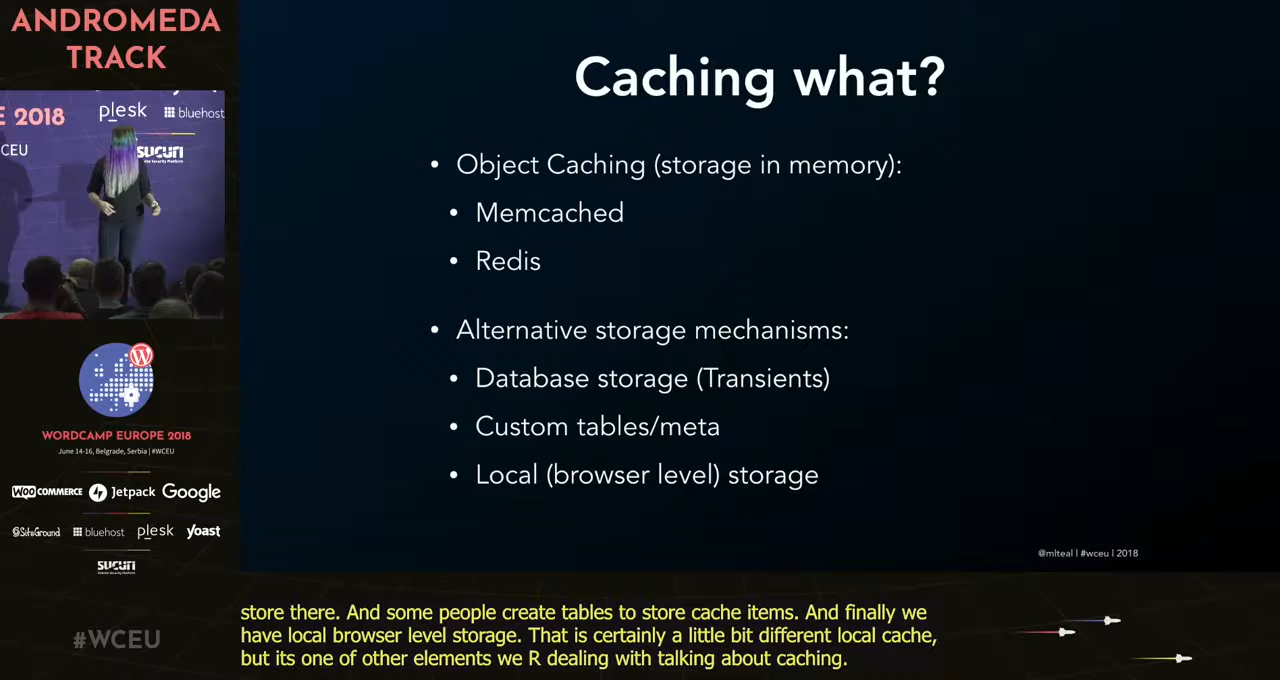 ANDROMEDA
TRACK
E 2018
CEU
plesk
bluehost
SUCURI
Caching what?
• Object Caching (storage in memory):
• Memcached
• Redis
• Alternative storage mechanisms:
• Database storage (Transients)
• Custom tables/meta
• Local (browser level) storage
@mlteal | #wceu | 2018
WORDCAMP EUROPE 2018
June 14-16, Belgrade, Serbia | #WCEU
WOO COMMERCE Jetpack Google
SiteGround bluehost plesk yoast
SUCURI
#WCEU
store there. And some people create tables to store cache items. And finally we
have local browser level storage. That is certainly a little bit different local cache,
but its one of other elements we R dealing with talking about caching.